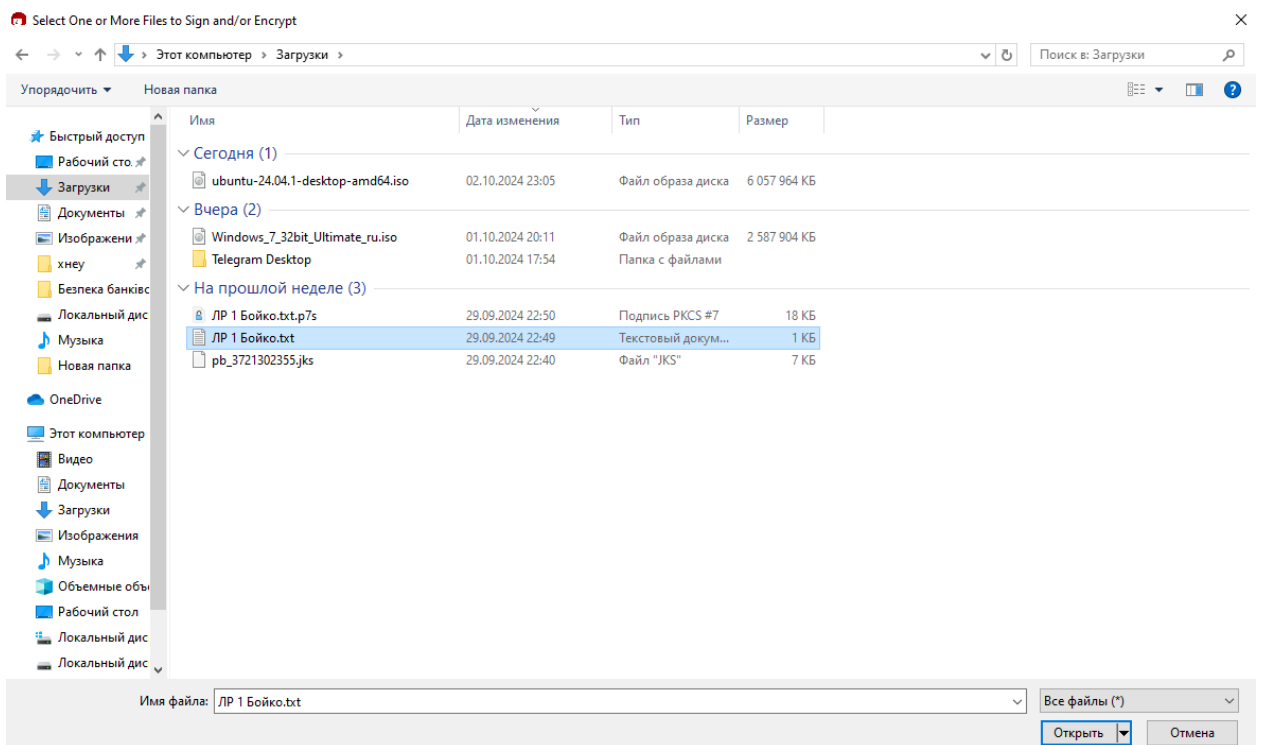 Select One or More Files to Sign and/or Encrypt
Этот компьютер > Загрузки >
Поиск в: Загрузки
Упорядочить
Новая папка
Имя
Дата изменения
Тип
Размер
Быстрый доступ
Рабочий сто.
Загрузки
Документы
Изображени
хнеу
Безпека банківс
Локальный дис
Музыка
Новая папка
OneDrive
Этот компьютер
Видео
Документы
Загрузки
Изображения
Музыка
Объемные объ
Рабочий стол
Локальный дис
Локальный дис
Сегодня (1)
ubuntu-24.04.1-desktop-amd64.iso 02.10.2024 23:05 Файл образа диска 6 057 964 КБ
Вчера (2)
Windows_7_32bit_Ultimate_ru.iso 01.10.2024 20:11 Файл образа диска 2 587 904 КБ
Telegram Desktop 01.10.2024 17:54 Папка с файлами
На прошлой неделе (3)
ЛР 1 Бойко.txt.p7s 29.09.2024 22:50 Подпись PKCS #7 18 КБ
ЛР 1 Бойко.txt 29.09.2024 22:49 Текстовый докум... 1 КБ
pb_3721302355.jks 29.09.2024 22:40 Файл "JKS" 7 КБ
Имя файла: ЛР 1 Бойко.txt
Все файлы (*)
Открыть
Отмена